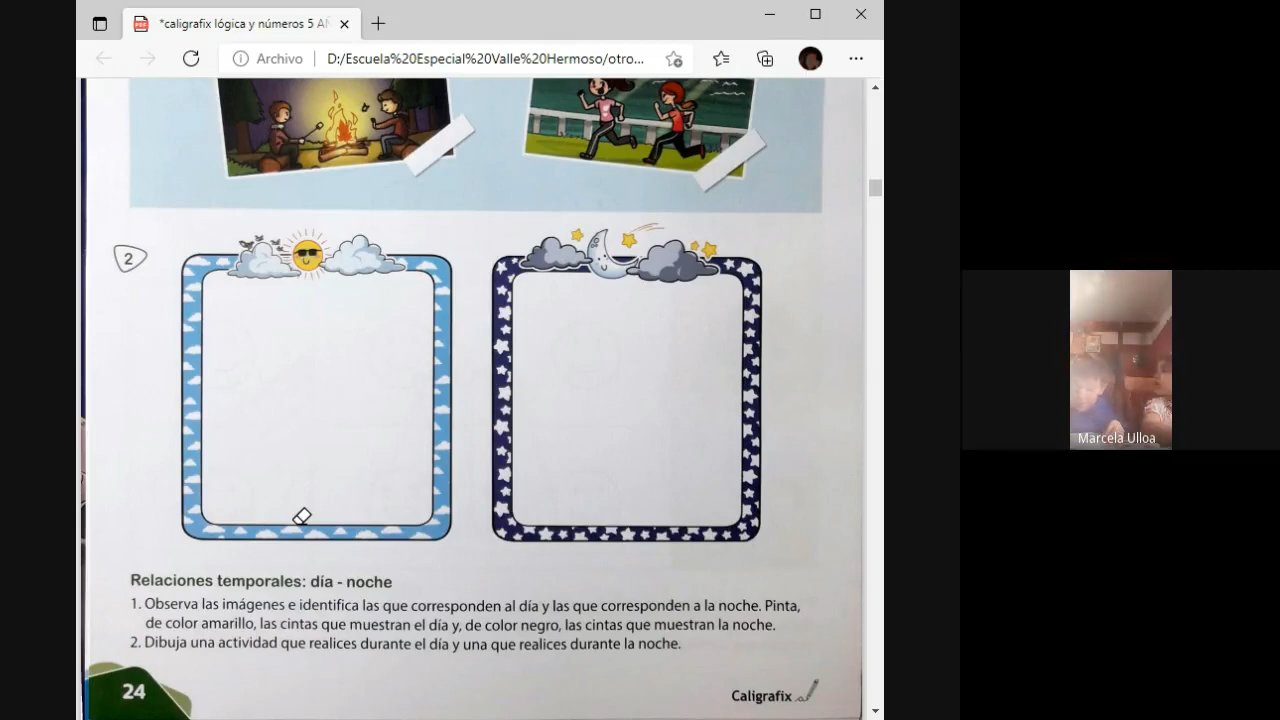 *caligrafix lógica y números 5 AÑ
Archivo
D:/Escuela%20Especial%20Valle%20Hermoso/otro...
2
Marcela Ulloa
Relaciones temporales: día - noche
1. Observa las imágenes e identifica las que corresponden al día y las que corresponden a la noche. Pinta,
de color amarillo, las cintas que muestran el día y, de color negro, las cintas que muestran la noche.
2. Dibuja una actividad que realices durante el día y una que realices durante la noche.
24
Caligrafix